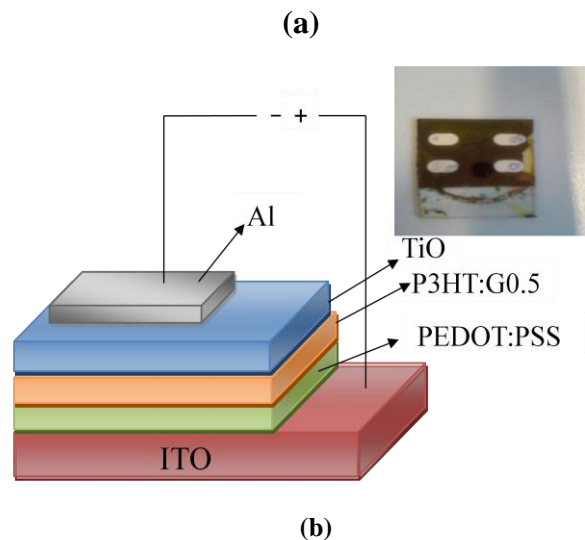 (a)
- +
Al
TiO
P3HT:G0.5
PEDOT:PSS
ITO
(b)